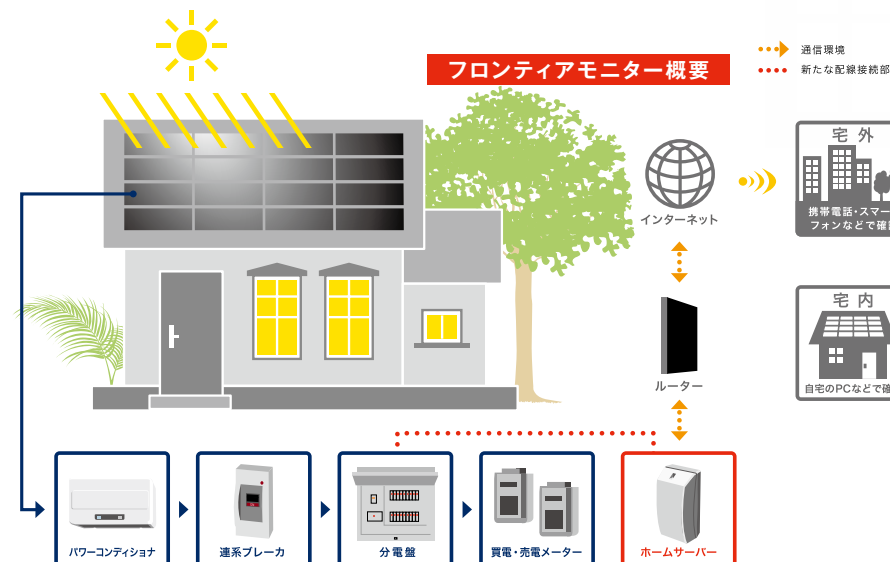 フロンティアモニター概要
通信環境
新たな配線接続部
インターネット
宅 外
携帯電話・スマー
フォンなどで確
ルーター
宅 内
自宅のPCなどで確
パワーコンディショナ
連系ブレーカ
分電盤
買電・売電メーター
ホームサーバー